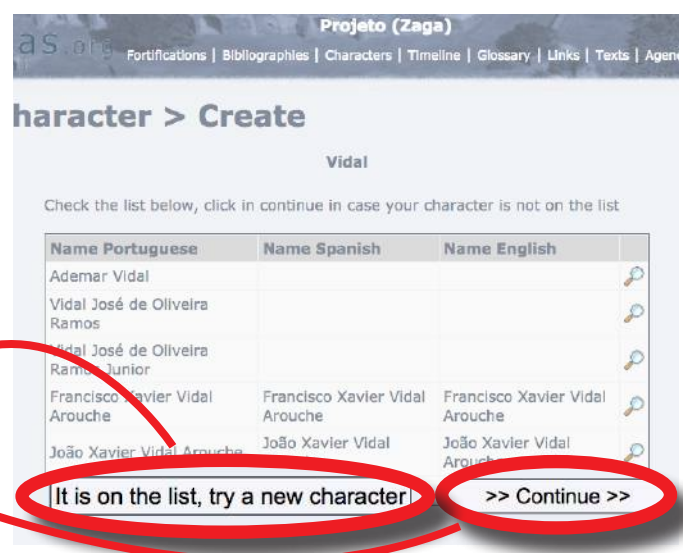 Projeto (Zaga)
as.org
Fortifications | Bibliographies | Characters | Timeline | Glossary | Links | Texts | Agen
haracter > Create
Vidal
Check the list below, click in continue in case your character is not on the list
Name Portuguese Name Spanish Name English
Ademar Vidal
Vidal José de Oliveira
Ramos
Vidal José de Oliveira
Ramos Junior
Francisco Xavier Vidal Francisco Xavier Vidal Francisco Xavier Vidal
Arouche Arouche Arouche
João Xavier Vidal Arouche João Xavier Vidal João Xavier Vidal
Arouche
It is on the list, try a new character >> Continue >>